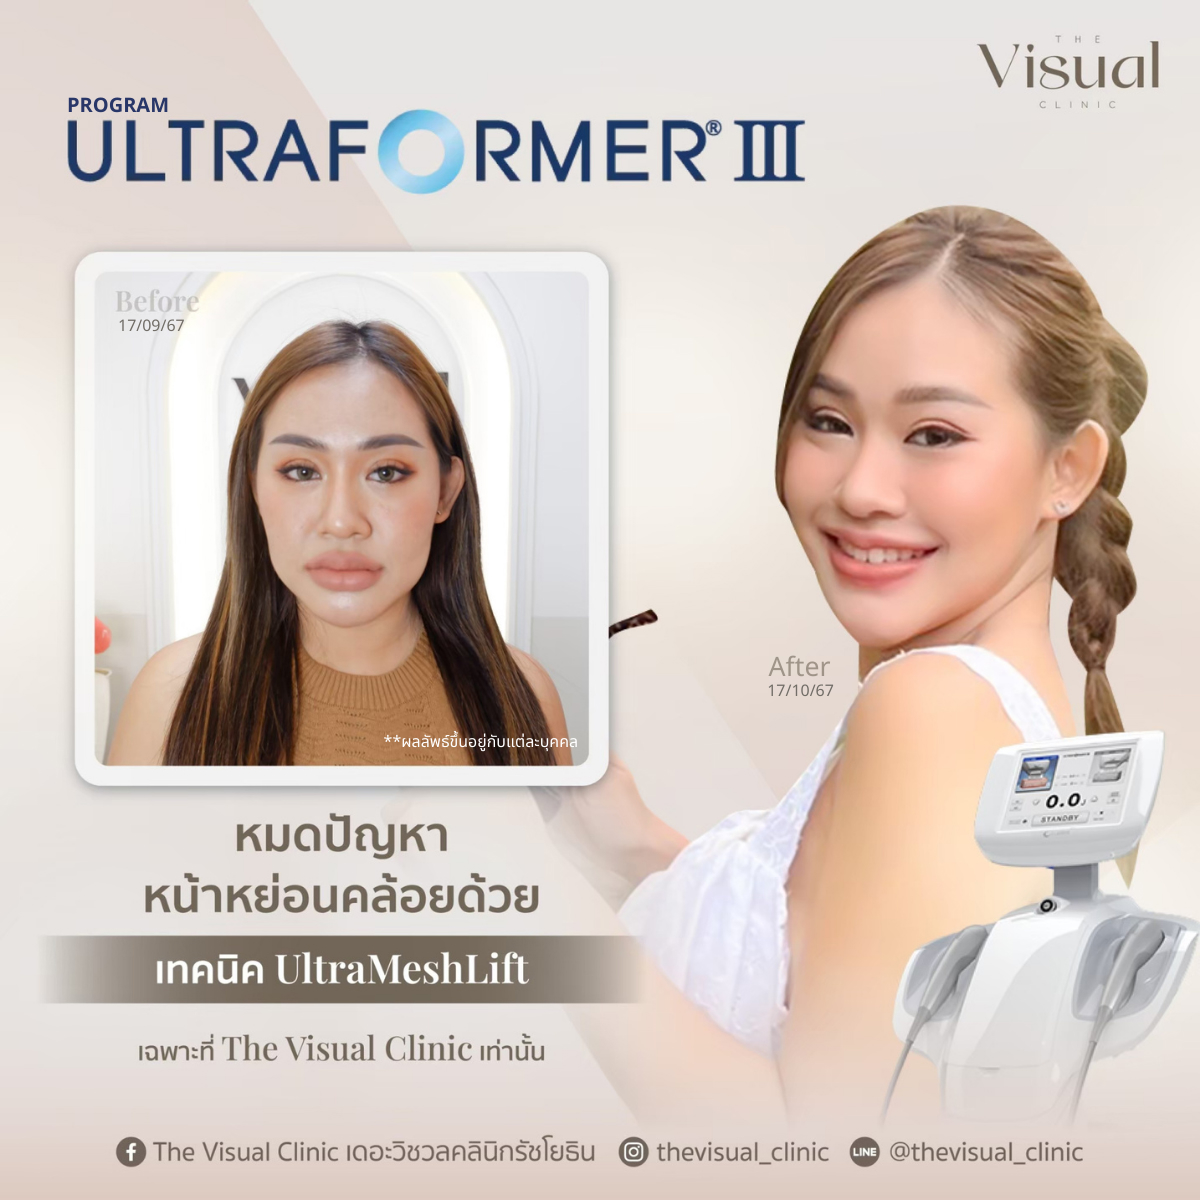 THE
Visual
CLINIC
PROGRAM
ULTRAFORMER® III
Before
17/09/67
**ผลลัพธ์ขึ้นอยู่กับแต่ละบุคคล
After
17/10/67
0.0
STANDBY
หมดปัญหา
หน้าหย่อนคล้อยด้วย
เทคนิค UltraMeshLift
เฉพาะที่ The Visual Clinic เท่านั้น
The Visual Clinic เดอะวิชวลคลินิกรัชโยธิน
thevisual_clinic
LINE @thevisual_clinic